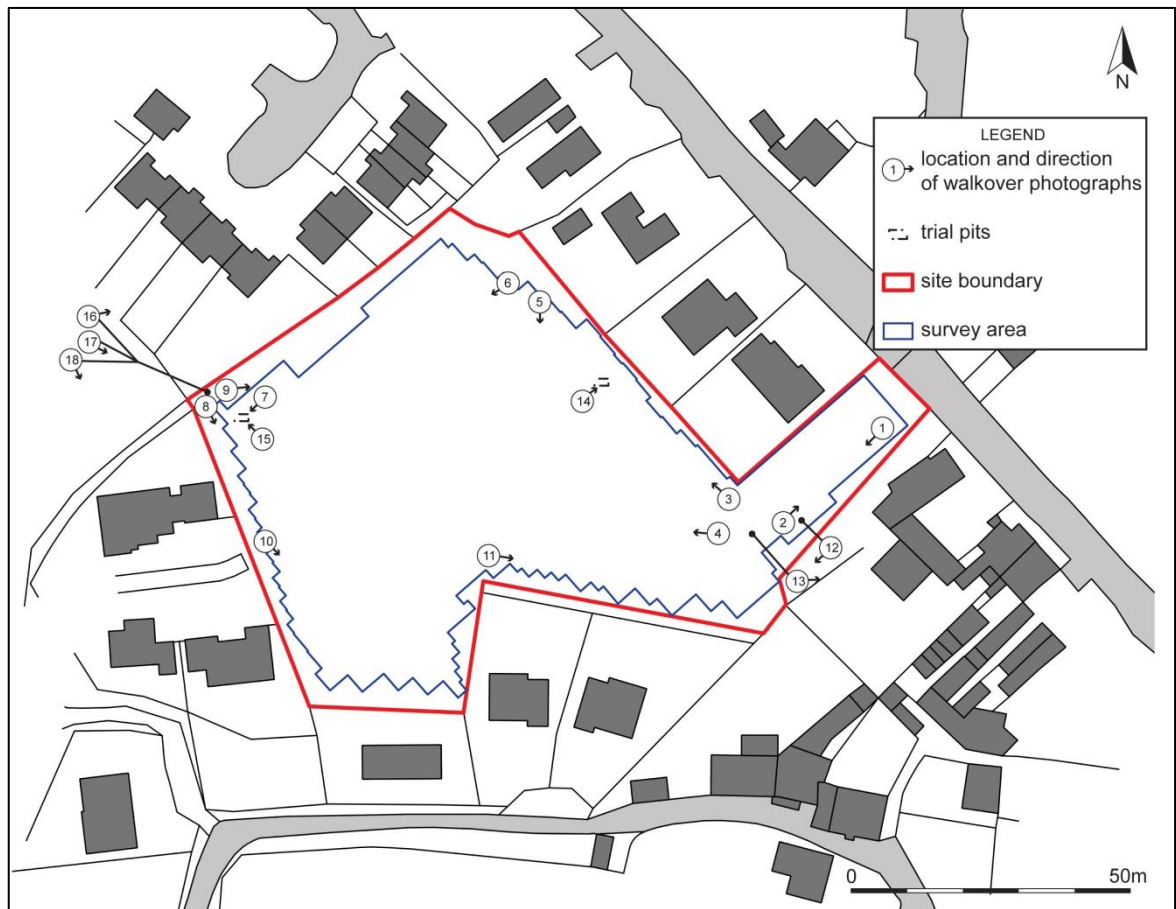 N
LEGEND
1 location and direction
of walkover photographs
trial pits
site boundary
survey area
6
5
16
17
18
9
8
7
14
15
1
3
2
4
12
10
11
13
0 50m